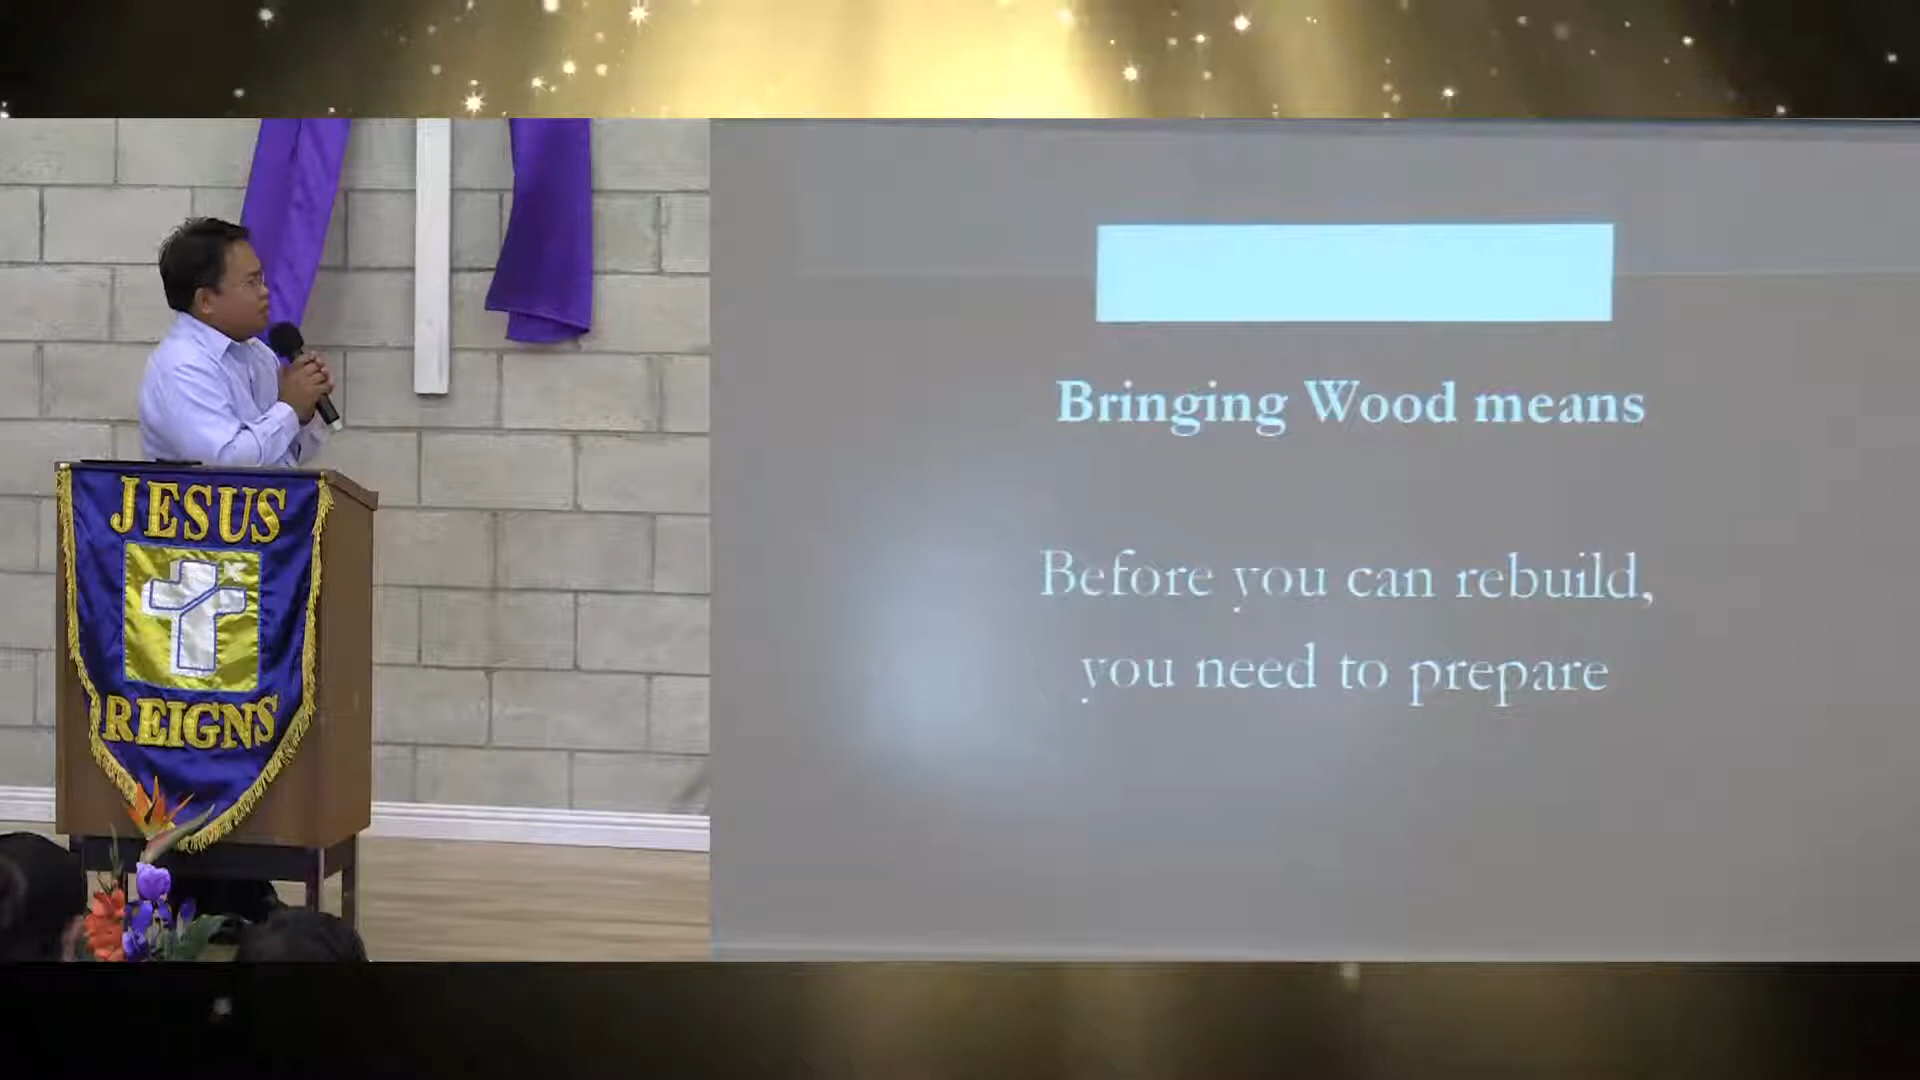 JESUS
REIGNS
Bringing Wood means
Before you can rebuild,
you need to prepare